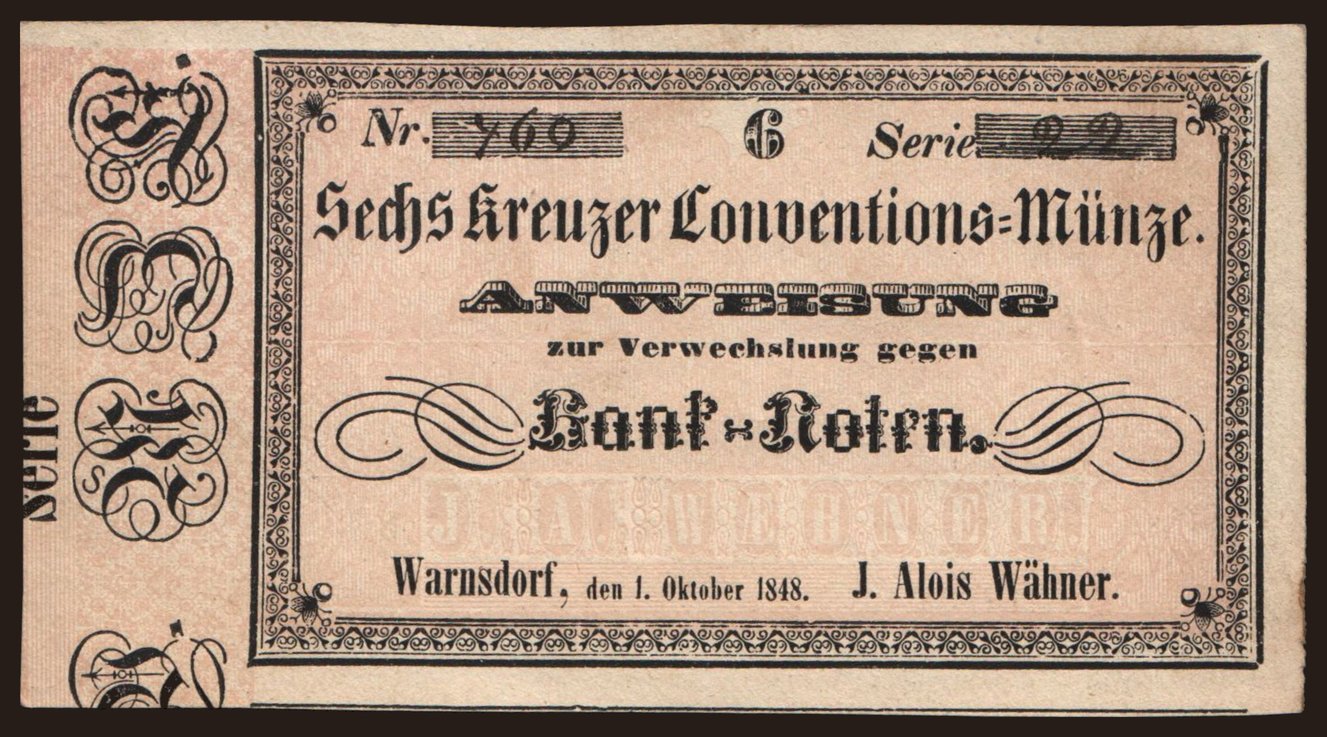 Nr. 760 6 Serie 22
Sechs Kreuzer Conventions=Münze.
ANWEISUNG
zur Verwechslung gegen
Bank=Noten.
J. A. WEHNER.
Warnsdorf, den 1. Oktober 1848. J. Alois Wähner.
Serie